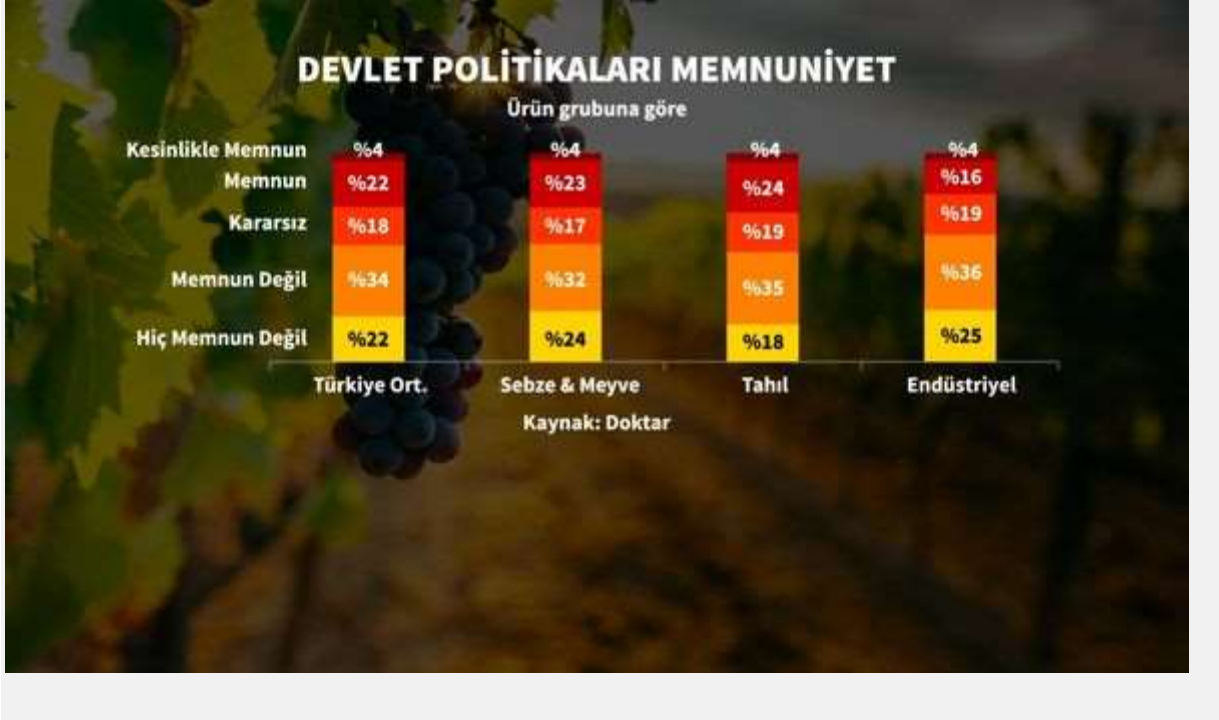 DEVLET POLİTİKALARI MEMNUNİYET
Ürün grubuna göre
Kesinlikle Memnun %4 %4 %4 %4
Memnun %22 %23 %24 %16
Kararsız %18 %17 %19 %19
Memnun Değil %34 %32 %35 %36
Hiç Memnun Değil %22 %24 %18 %25
Türkiye Ort. Sebze & Meyve Tahıl Endüstriyel
Kaynak: Doktar